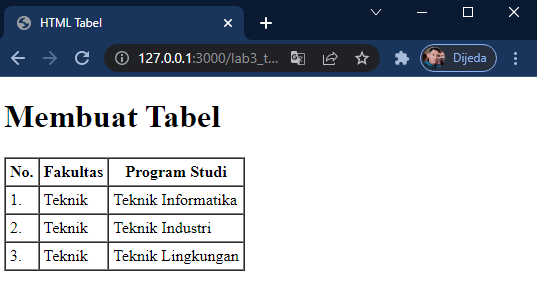 HTML Tabel
127.0.0.1:3000/lab3_t...
Dijeda
Membuat Tabel
No. Fakultas Program Studi
1. Teknik Teknik Informatika
2. Teknik Teknik Industri
3. Teknik Teknik Lingkungan